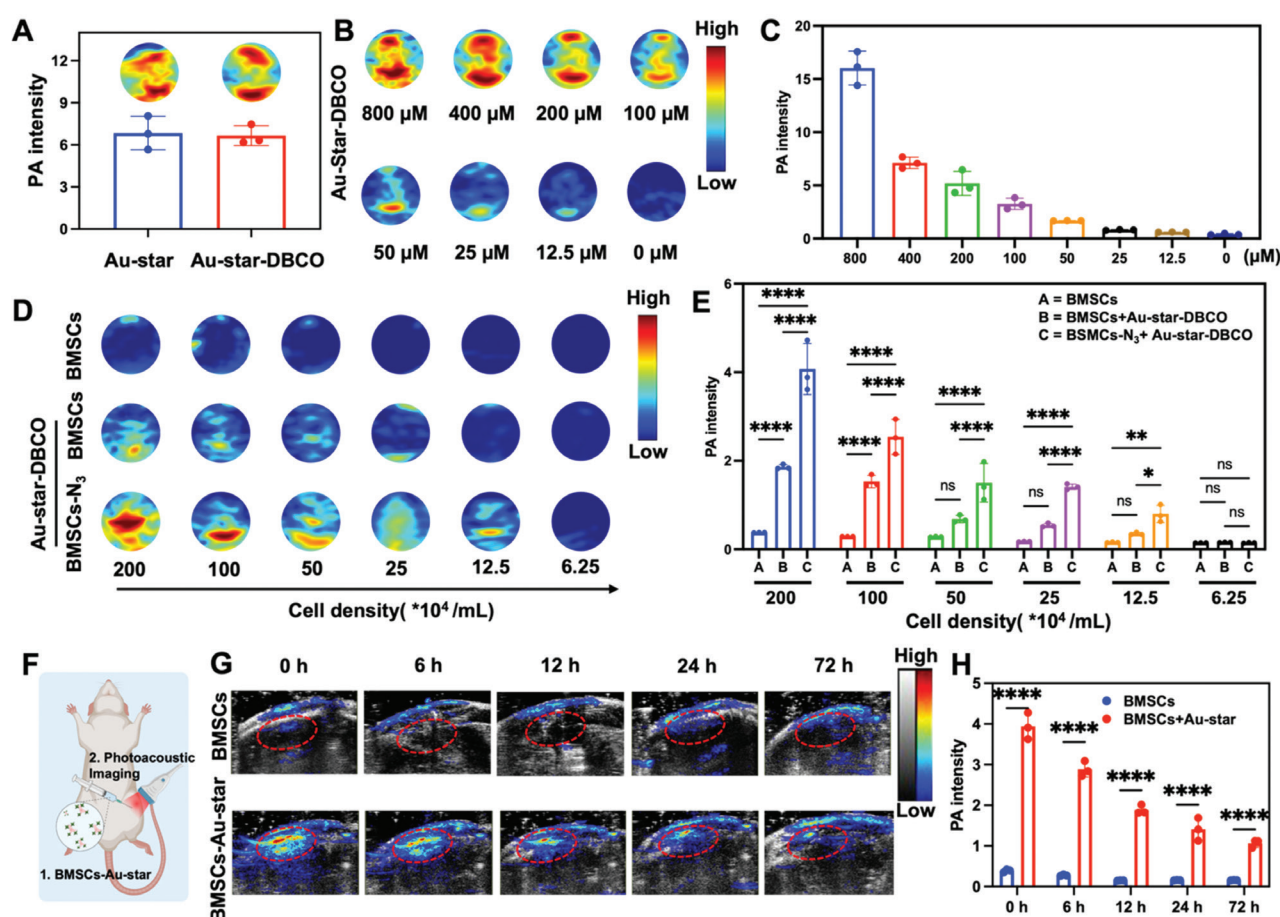 A
PA intensity
12
9
6
3
0
Au-star
Au-star-DBCO
B
Au-Star-DBCO
800 μM
400 μM
200 μM
100 μM
50 μM
25 μM
12.5 μM
0 μM
High
Low
C
PA intensity
20
15
10
5
0
800
400
200
100
50
25
12.5
0
(μM)
D
BMSCs
Au-star-DBCO
BMSCs
BMSCs-N₃
200
100
50
25
12.5
6.25
Cell density( *10⁴ /mL)
High
Low
E
A = BMSCs
B = BMSCs+Au-star-DBCO
C = BSMCs-N₃+ Au-star-DBCO
PA intensity
6
4
2
0
****
****
****
****
****
****
****
****
ns
****
****
ns
**
*
ns
ns
ns
ns
A B C
A B C
A B C
A B C
A B C
A B C
200
100
50
25
12.5
6.25
Cell density( *10⁴ /mL)
F
2. Photoacoustic
Imaging
1. BMSCs-Au-star
G
0 h
6 h
12 h
24 h
72 h
BMSCs
BMSCs-Au-star
High
Low
H
BMSCs
BMSCs+Au-star
PA intensity
5
4
3
2
1
0
****
****
****
****
****
0 h
6 h
12 h
24 h
72 h